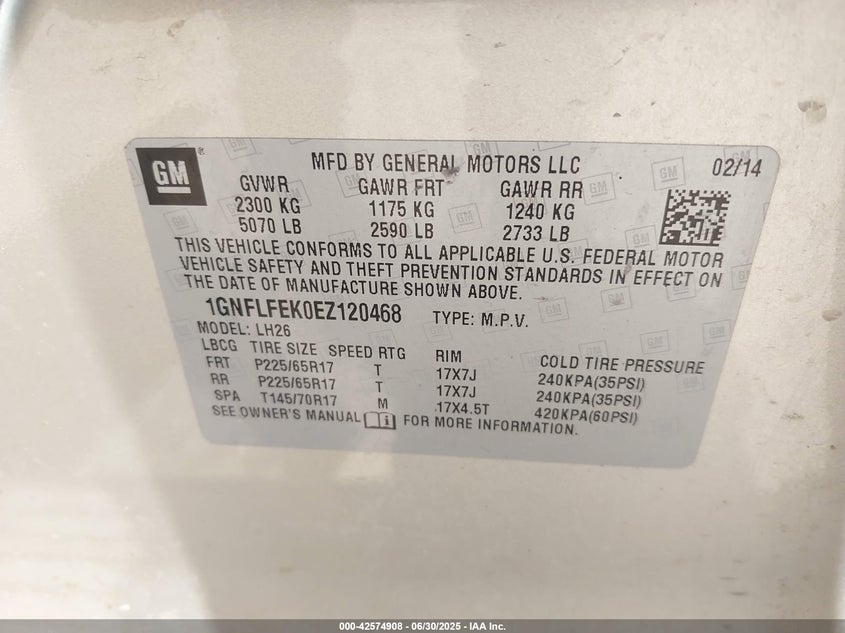 GM
MFD BY GENERAL MOTORS LLC 02/14
GVWR GAWR FRT GAWR RR
2300 KG 1175 KG 1240 KG
5070 LB 2590 LB 2733 LB
THIS VEHICLE CONFORMS TO ALL APPLICABLE U.S. FEDERAL MOTOR
VEHICLE SAFETY AND THEFT PREVENTION STANDARDS IN EFFECT ON
THE DATE OF MANUFACTURE SHOWN ABOVE.
1GNFLFEK0EZ120468 TYPE: M.P.V.
MODEL: LH26
LBCG TIRE SIZE SPEED RTG RIM COLD TIRE PRESSURE
FRT P225/65R17 T 17X7J 240KPA(35PSI)
RR P225/65R17 T 17X7J 240KPA(35PSI)
SPA T145/70R17 M 17X4.5T 420KPA(60PSI)
SEE OWNER'S MANUAL FOR MORE INFORMATION.
000-42574908 - 06/30/2025 - IAA Inc.